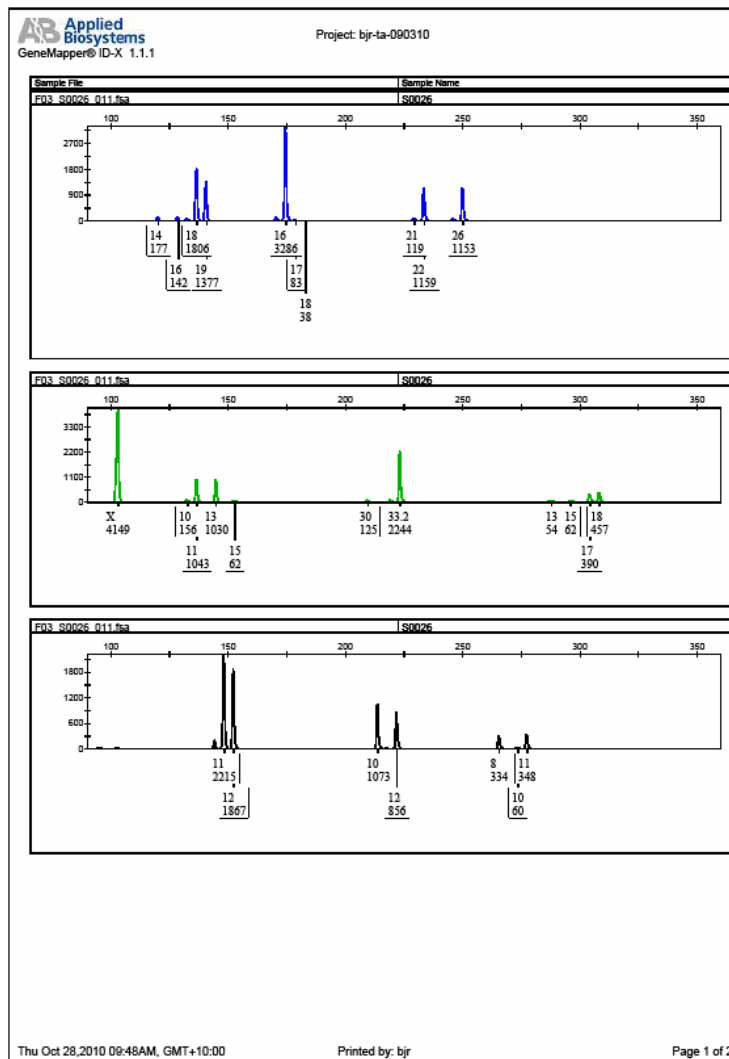 A&B Applied Biosystems
GeneMapper® ID-X 1.1.1
Project: bjr-ta-090310
Sample File Sample Name
F03_S0026_011.fsa S0026
100 150 200 250 300 350
2700
1800
900
0
14 18 16 21 26
177 1806 3286 119 1153
16 19 17 22
142 1377 83 1159
18
38
F03_S0026_011.fsa S0026
100 150 200 250 300 350
3300
2200
1100
0
X 10 13 30 33.2 13 15 18
4149 156 1030 125 2244 54 62 457
11 15 17
1043 62 390
F03_S0026_011.fsa S0026
100 150 200 250 300 350
1800
1200
600
0
11 10 8 11
2215 1073 334 348
12 12 10
1867 856 60
Thu Oct 28,2010 09:48AM, GMT+10:00 Printed by: bjr Page 1 of 2